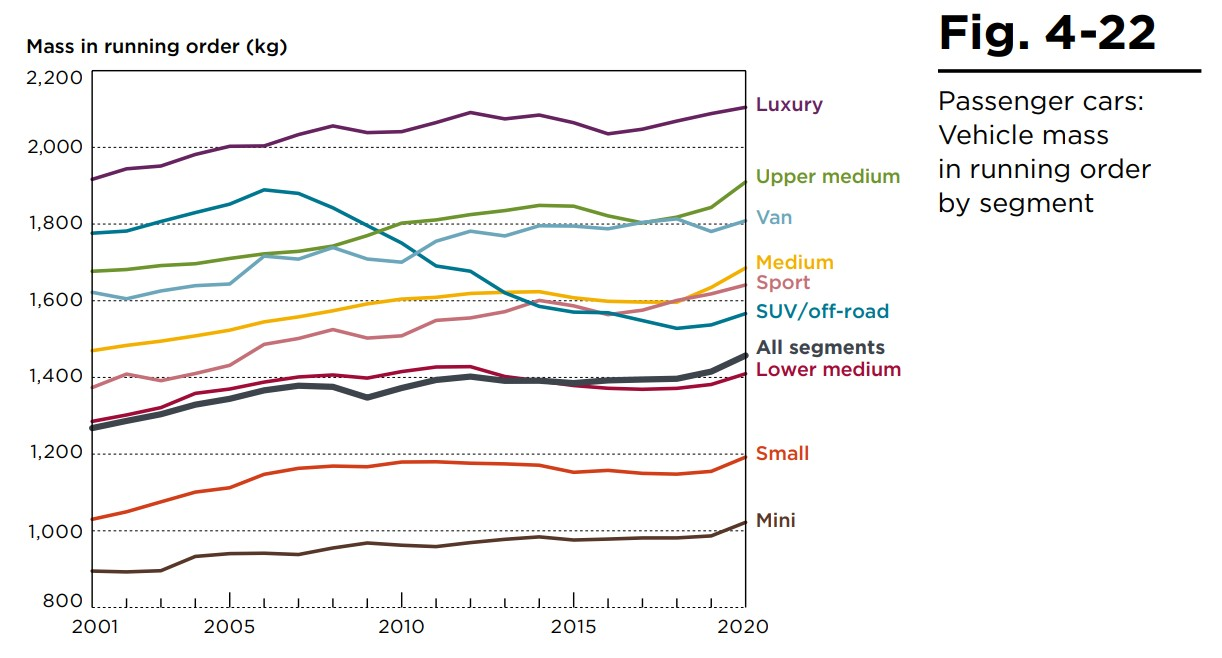 Mass in running order (kg)
2,200
2,000
1,800
1,600
1,400
1,200
1,000
800
2001
2005
2010
2015
2020
Luxury
Upper medium
Van
Medium
Sport
SUV/off-road
All segments
Lower medium
Small
Mini
Fig. 4-22
Passenger cars:
Vehicle mass
in running order
by segment